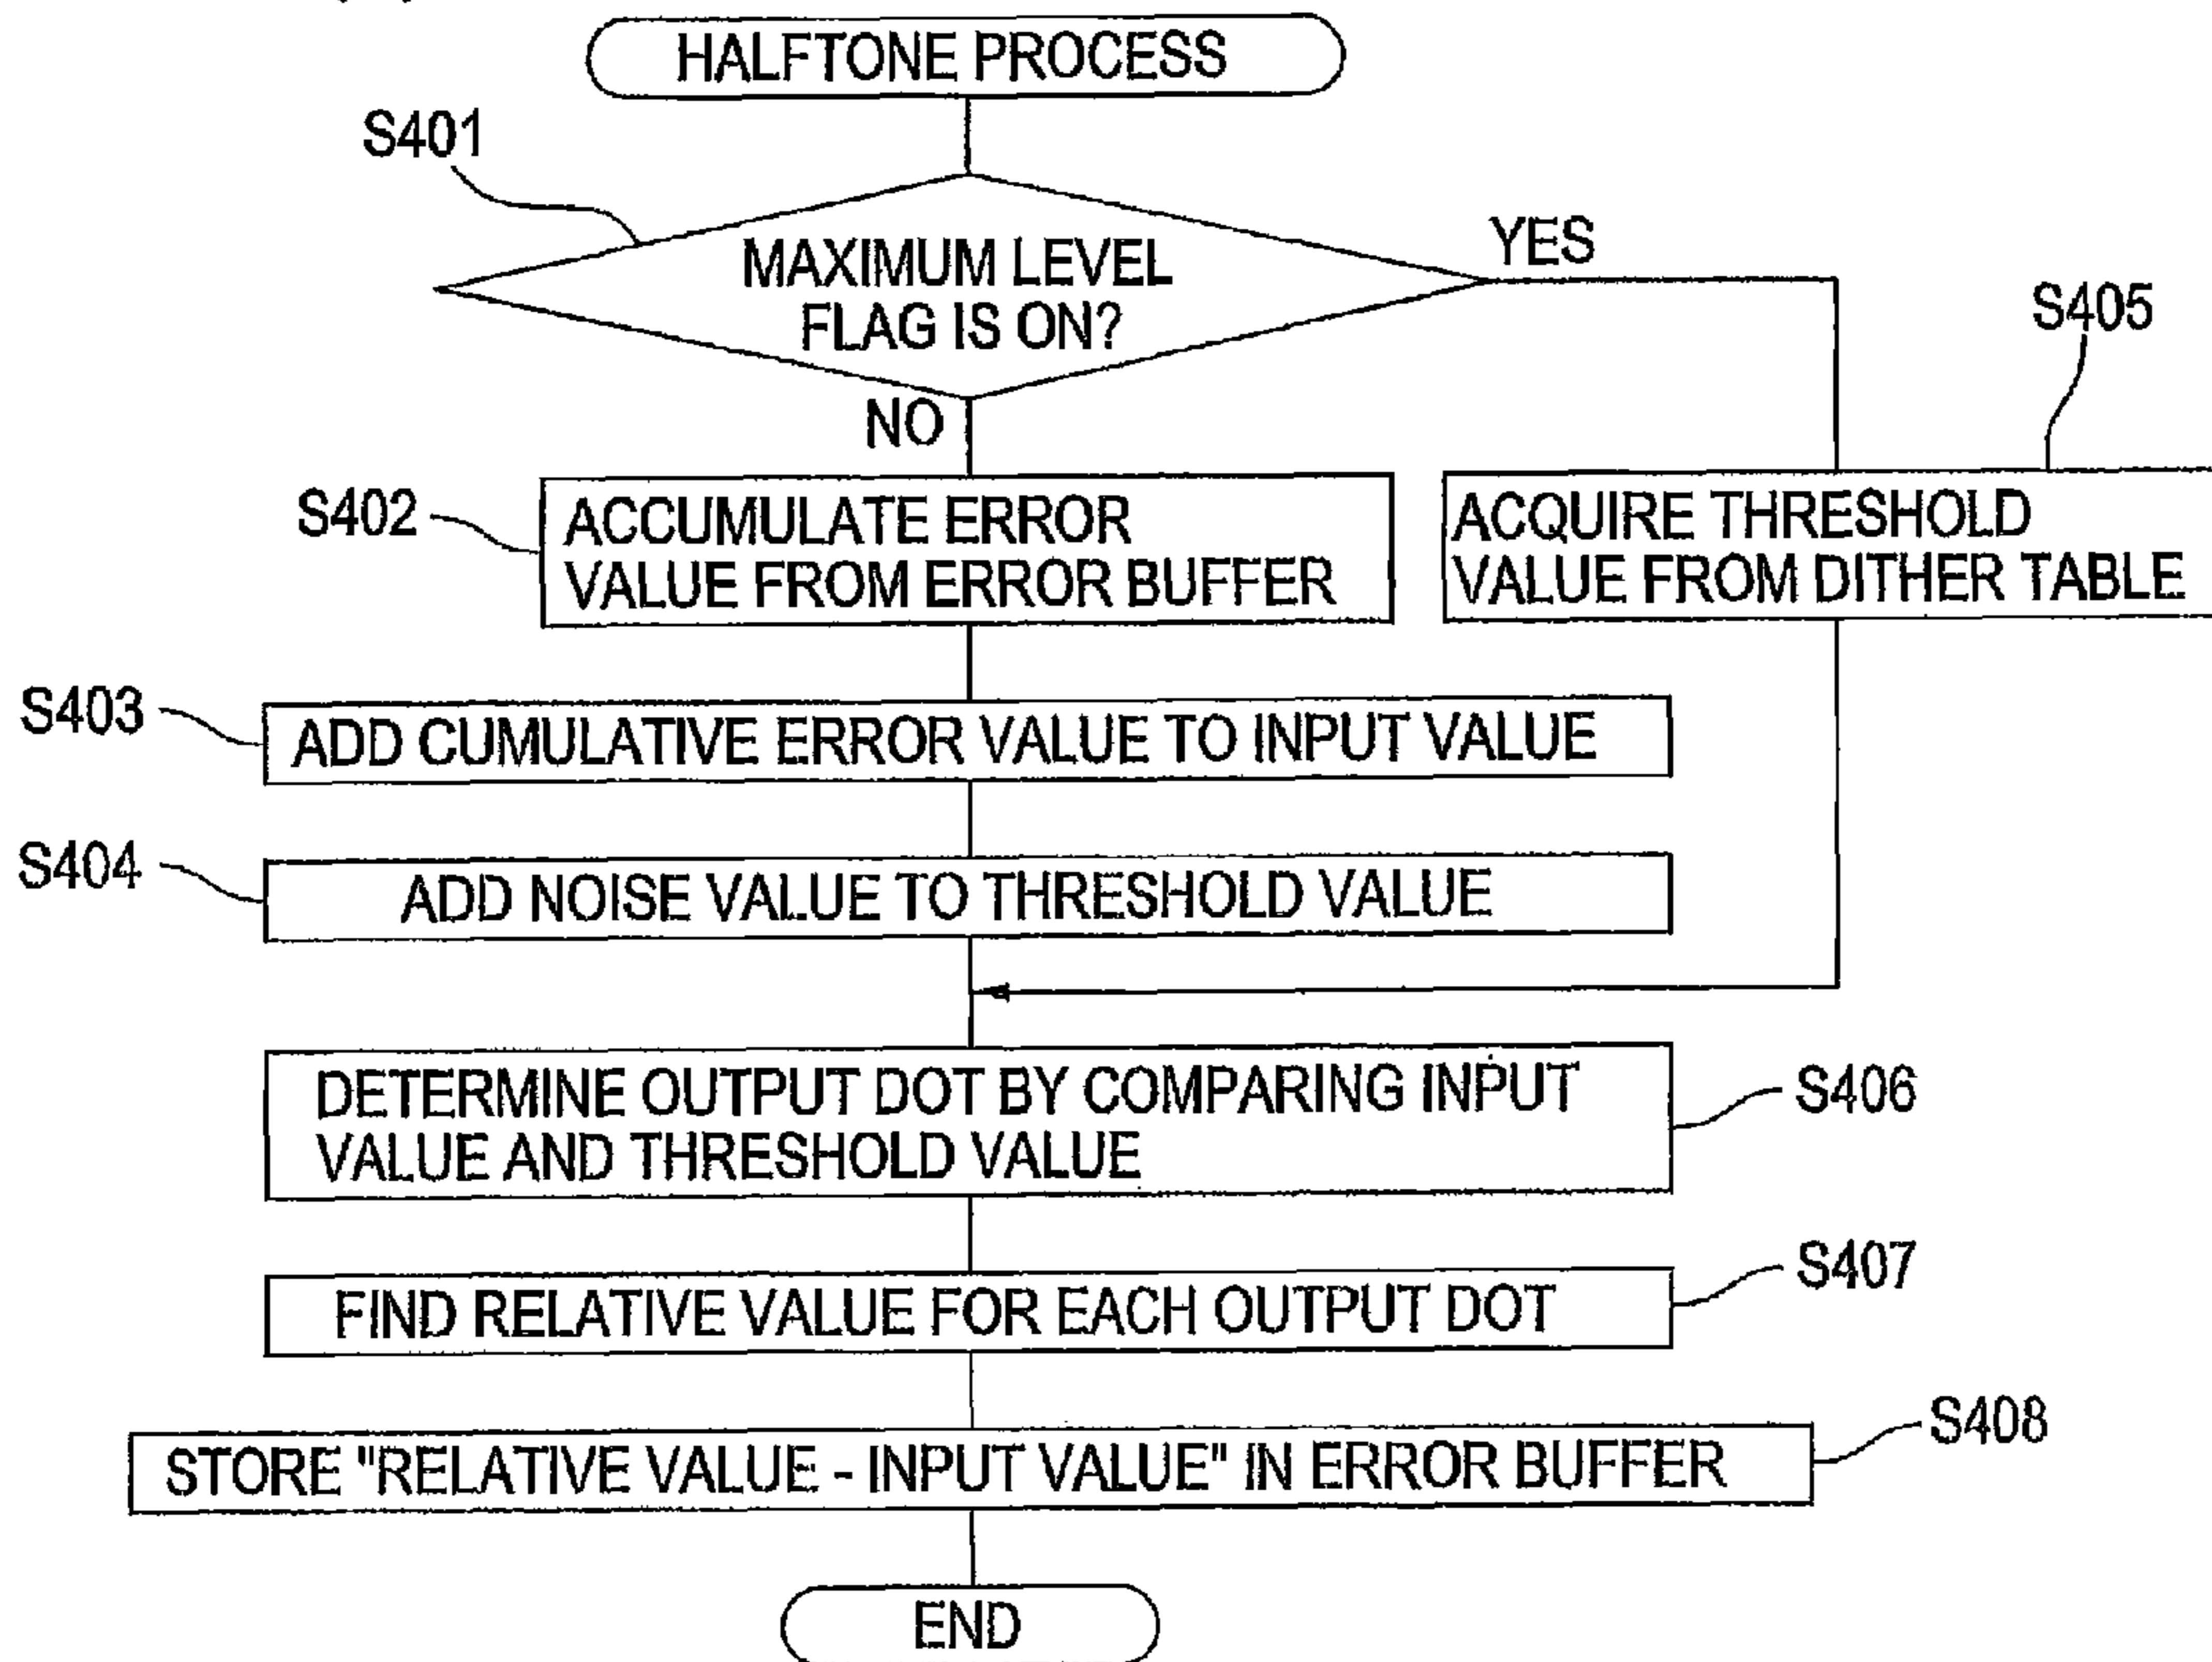 HALFTONE PROCESS
S401
MAXIMUM LEVEL
FLAG IS ON?
YES
S405
NO
S402
ACCUMULATE ERROR
VALUE FROM ERROR BUFFER
ACQUIRE THRESHOLD
VALUE FROM DITHER TABLE
S403
ADD CUMULATIVE ERROR VALUE TO INPUT VALUE
S404
ADD NOISE VALUE TO THRESHOLD VALUE
DETERMINE OUTPUT DOT BY COMPARING INPUT
VALUE AND THRESHOLD VALUE
S406
FIND RELATIVE VALUE FOR EACH OUTPUT DOT
S407
STORE "RELATIVE VALUE - INPUT VALUE" IN ERROR BUFFER
S408
END